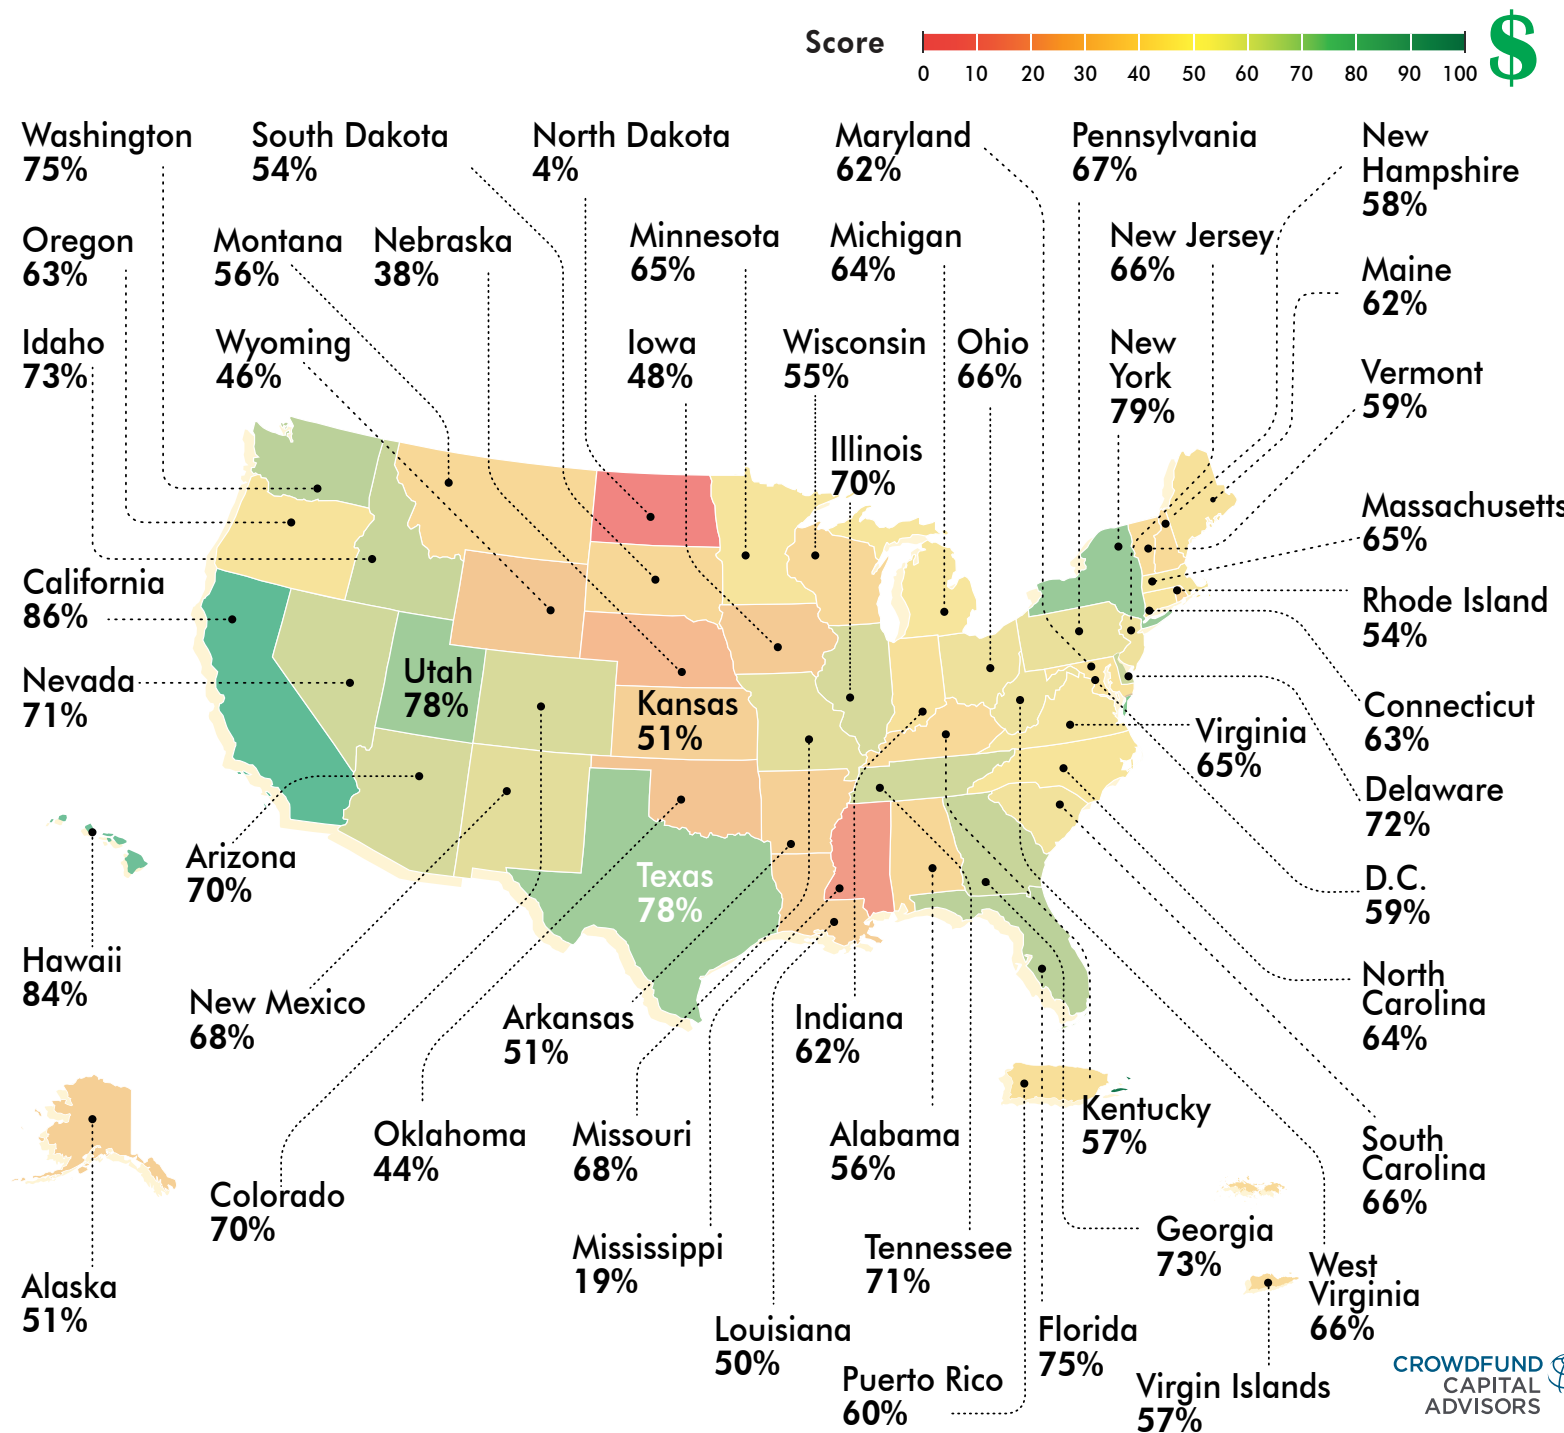 Score
$
0 10 20 30 40 50 60 70 80 90 100
Washington
75%
South Dakota
54%
North Dakota
4%
Maryland
62%
Pennsylvania
67%
New
Hampshire
58%
Oregon
63%
Montana
56%
Nebraska
38%
Minnesota
65%
Michigan
64%
New Jersey
66%
Maine
62%
Idaho
73%
Wyoming
46%
Iowa
48%
Wisconsin
55%
Ohio
66%
New
York
79%
Vermont
59%
Illinois
70%
Massachusetts
65%
California
86%
Rhode Island
54%
Nevada
71%
Utah
78%
Kansas
51%
Connecticut
63%
Virginia
65%
Delaware
72%
Arizona
70%
Texas
78%
D.C.
59%
Hawaii
84%
New Mexico
68%
Arkansas
51%
Indiana
62%
North
Carolina
64%
Kentucky
57%
Oklahoma
44%
Missouri
68%
Alabama
56%
South
Carolina
66%
Colorado
70%
Mississippi
19%
Tennessee
71%
Georgia
73%
West
Virginia
66%
Alaska
51%
Louisiana
50%
Florida
75%
Puerto Rico
60%
Virgin Islands
57%
CROWDFUND
CAPITAL
ADVISORS